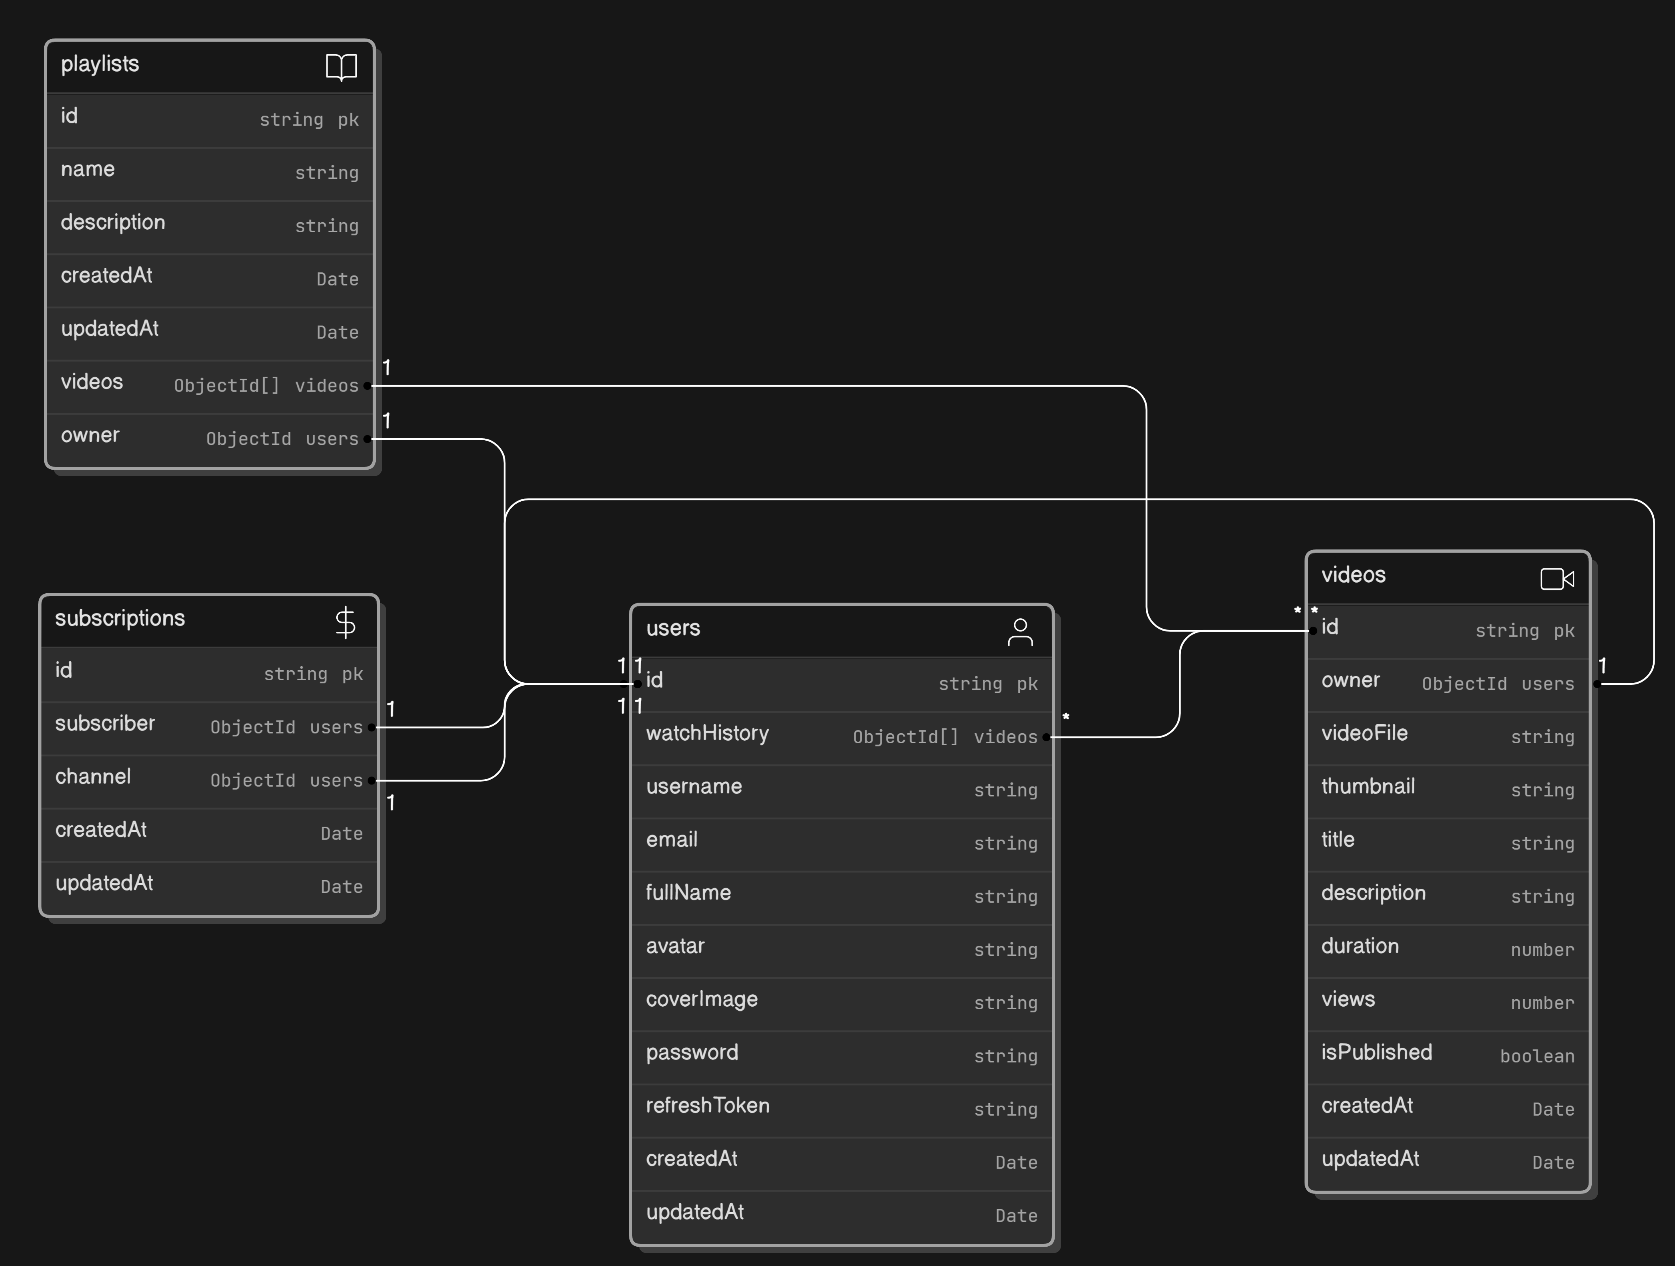 playlists
id string pk
name string
description string
createdAt Date
updatedAt Date
1
videos ObjectId[] videos
1
owner ObjectId users
subscriptions
id string pk
1
subscriber ObjectId users
channel ObjectId users
1
createdAt Date
updatedAt Date
users
1 1
id string pk
1 1
*
watchHistory ObjectId[] videos
username string
email string
fullName string
avatar string
coverImage string
password string
refreshToken string
createdAt Date
updatedAt Date
videos
* *
id string pk
1
owner ObjectId users
videoFile string
thumbnail string
title string
description string
duration number
views number
isPublished boolean
createdAt Date
updatedAt Date